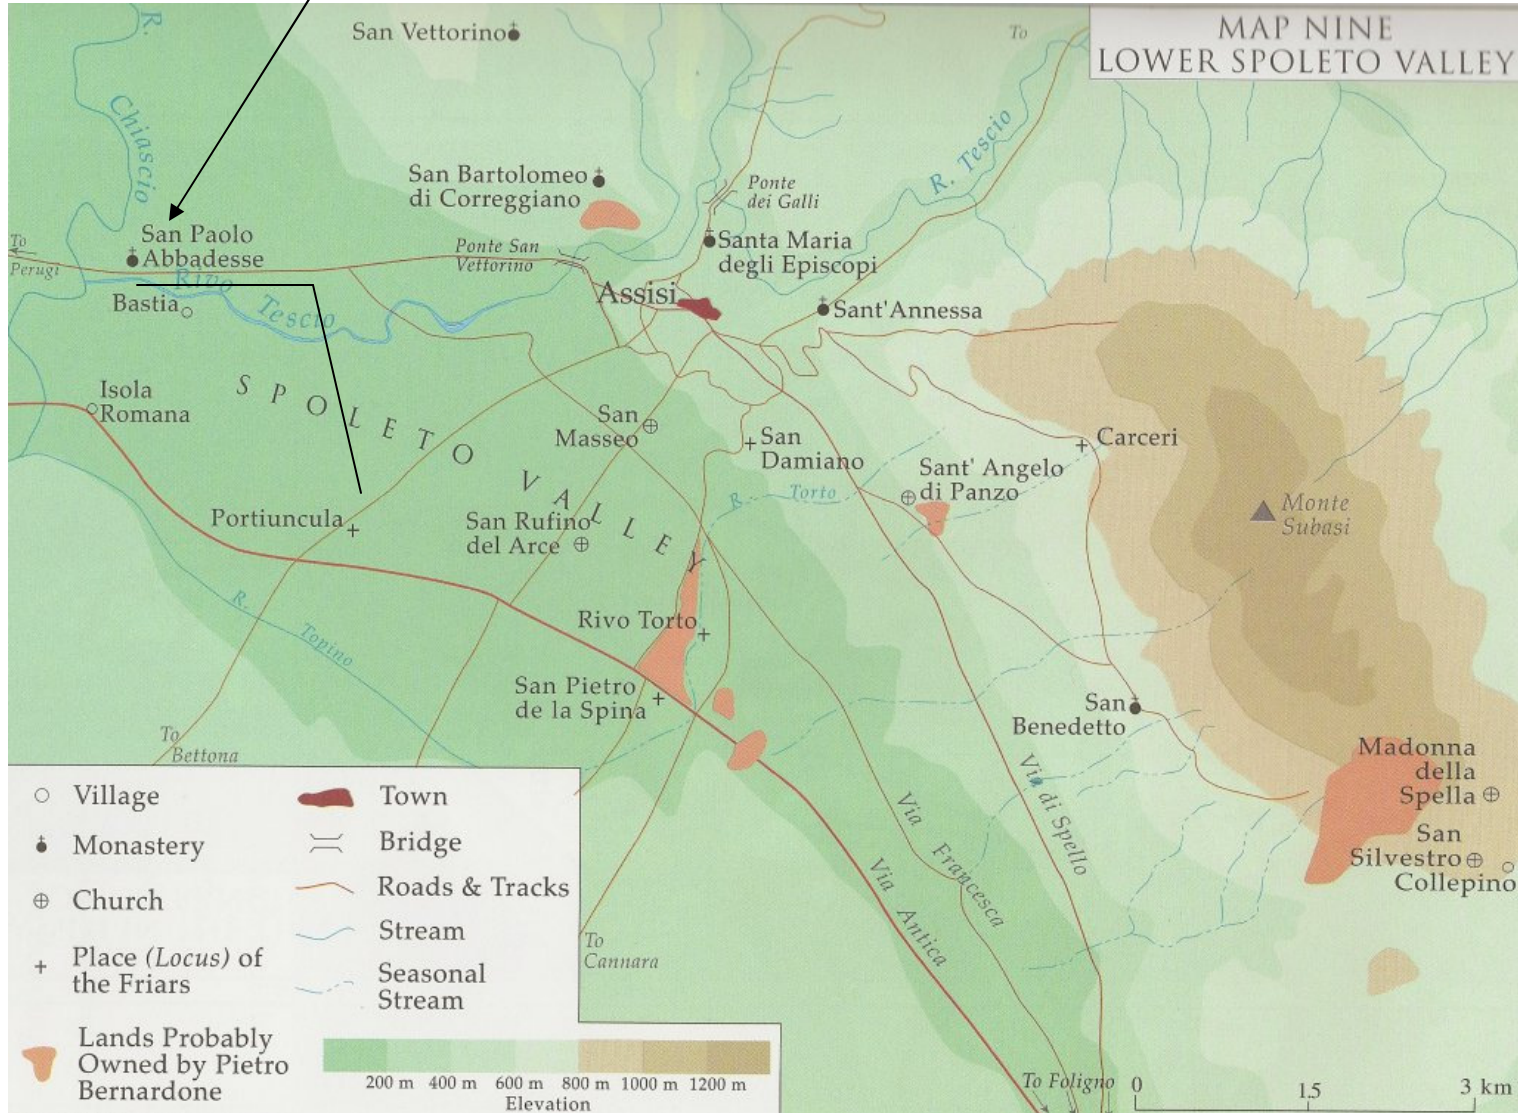 MAP NINE
LOWER SPOLETO VALLEY
R.
Chiascio
San Vettorino
To
R. Tescio
San Bartolomeo
di Correggiano
Ponte
dei Galli
To
Perugi
San Paolo
Abbadesse
Ponte San
Vettorino
Santa Maria
degli Episcopi
Rivo
Tescio
Bastia
Assisi
Sant'Annessa
Isola
Romana
SPOLETO VALLEY
San
Masseo
San
Damiano
Carceri
Sant' Angelo
di Panzo
R. Torto
Monte
Subasi
Portiuncula
San Rufino
del Arce
R. Topino
Rivo Torto
San Pietro
de la Spina
San
Benedetto
To
Bettona
Madonna
della
Spella
San
Silvestro
Collepino
Via di Spello
Via Francesca
Via Antica
To
Cannara
To Foligno
Village
Monastery
Church
Place (Locus) of
the Friars
Lands Probably
Owned by Pietro
Bernardone
Town
Bridge
Roads & Tracks
Stream
Seasonal
Stream
200 m 400 m 600 m 800 m 1000 m 1200 m
Elevation
0 1.5 3 km